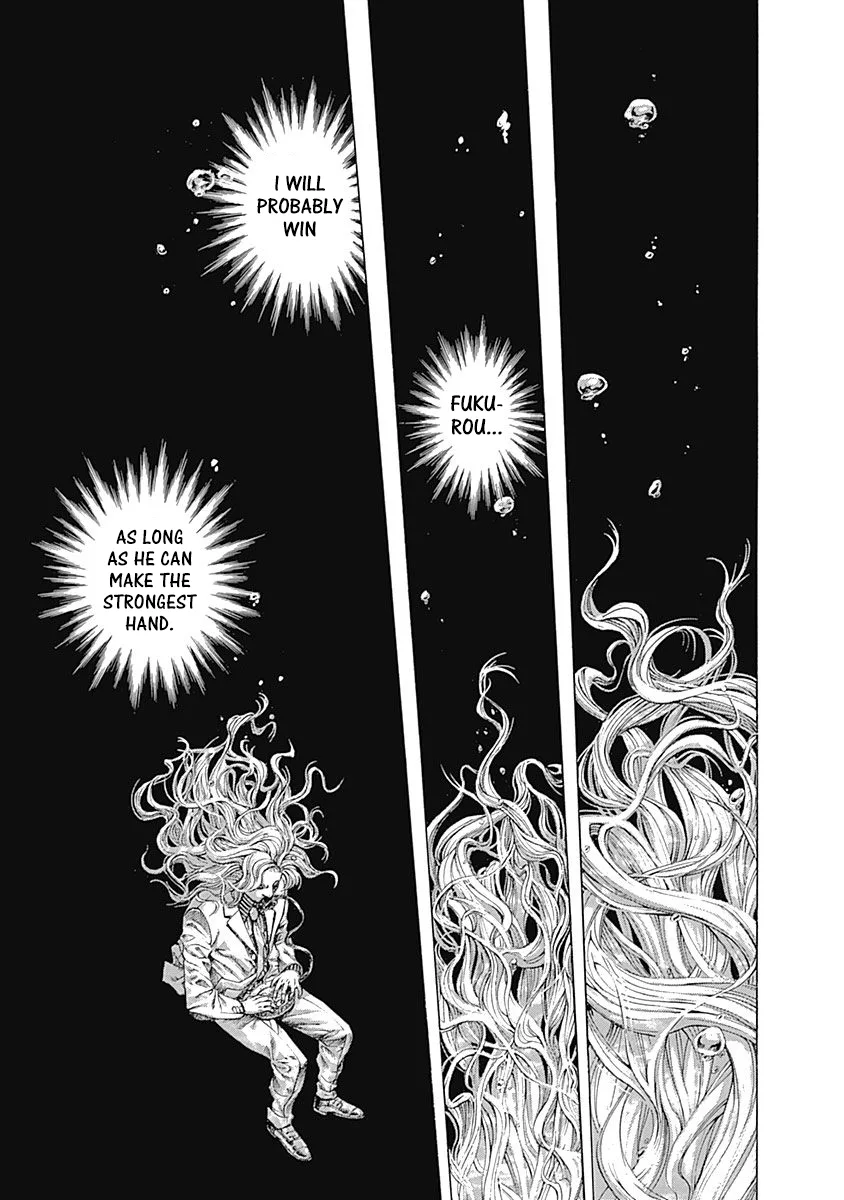 FUKU-
ROU...
I WILL
PROBABLY
WIN
AS LONG
AS HE CAN
MAKE THE
STRONGEST
HAND.